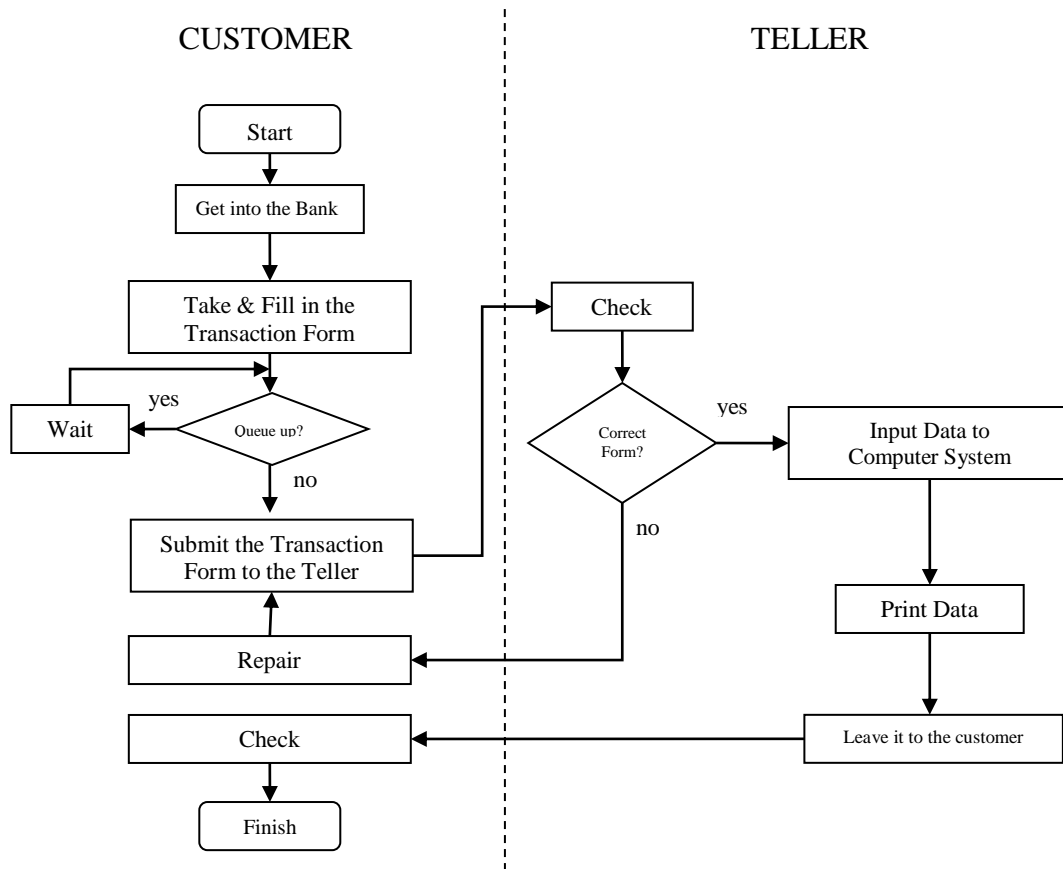 CUSTOMER
TELLER
Start
Get into the Bank
Take & Fill in the
Transaction Form
yes
Wait
Queue up?
no
Submit the Transaction
Form to the Teller
Repair
Check
Finish
Check
Correct
Form?
yes
no
Input Data to
Computer System
Print Data
Leave it to the customer